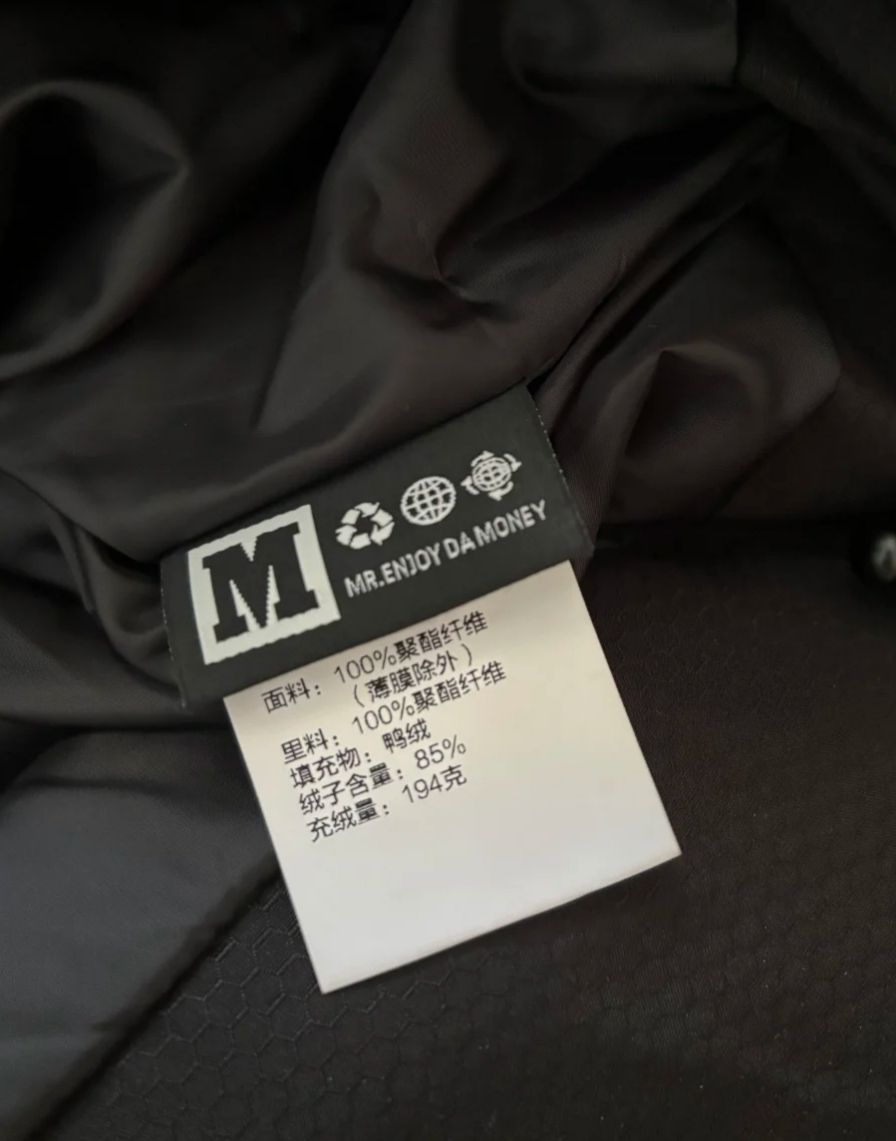 M
MR.ENJOY DA MONEY
面料：100%聚酯纤维
（薄膜除外）
里料：100%聚酯纤维
填充物：鸭绒
绒子含量：85%
充绒量：194克